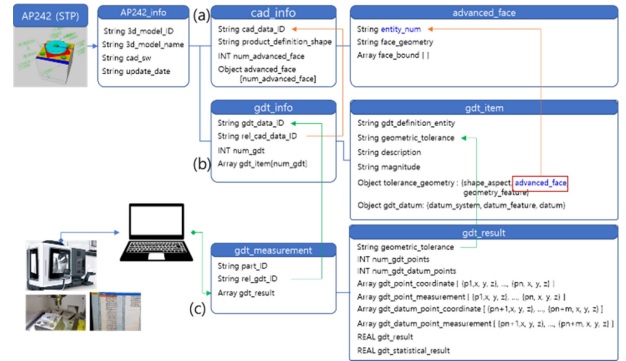 AP242 (STP)
AP242_info
String 3d_model_ID
String 3d_model_name
String cad_sw
String update_date
(a)
cad_info
String cad_data_ID
String product_definition_shape
INT num_advanced_face
Object advanced_face
[num_advanced_face]
advanced_face
String entity_num
String face_geometry
Array face_bound [ ]
(b)
gdt_info
String gdt_data_ID
String rel_cad_data_ID
INT num_gdt
Array gdt_item[num_gdt]
gdt_item
String gdt_definition_entity
String geometric_tolerance
String description
String magnitude
Object tolerance_geometry : {shape_aspect, advanced_face
geometry_feature}
Object gdt_datum: {datum_system, datum_feature, datum}
(c)
gdt_measurement
String part_ID
String rel_gdt_ID
Array gdt_result
gdt_result
String geometric_tolerance
INT num_gdt_points
INT num_gdt_datum_points
Array gdt_point_coordinate [ {p1,x, y, z}, ..., {pn, x, y, z} ]
Array gdt_point_measurement [ {p1,x, y, z}, ..., {pn, x, y, z} ]
Array gdt_datum_point_coordinate [ {pn+1,x, y, z}, ..., {pn+m, x, y, z} ]
Array gdt_datum_point_measurement [ {pn+1,x, y, z}, ..., {pn+m, x, y, z} ]
REAL gdt_result
REAL gdt_statistical_result